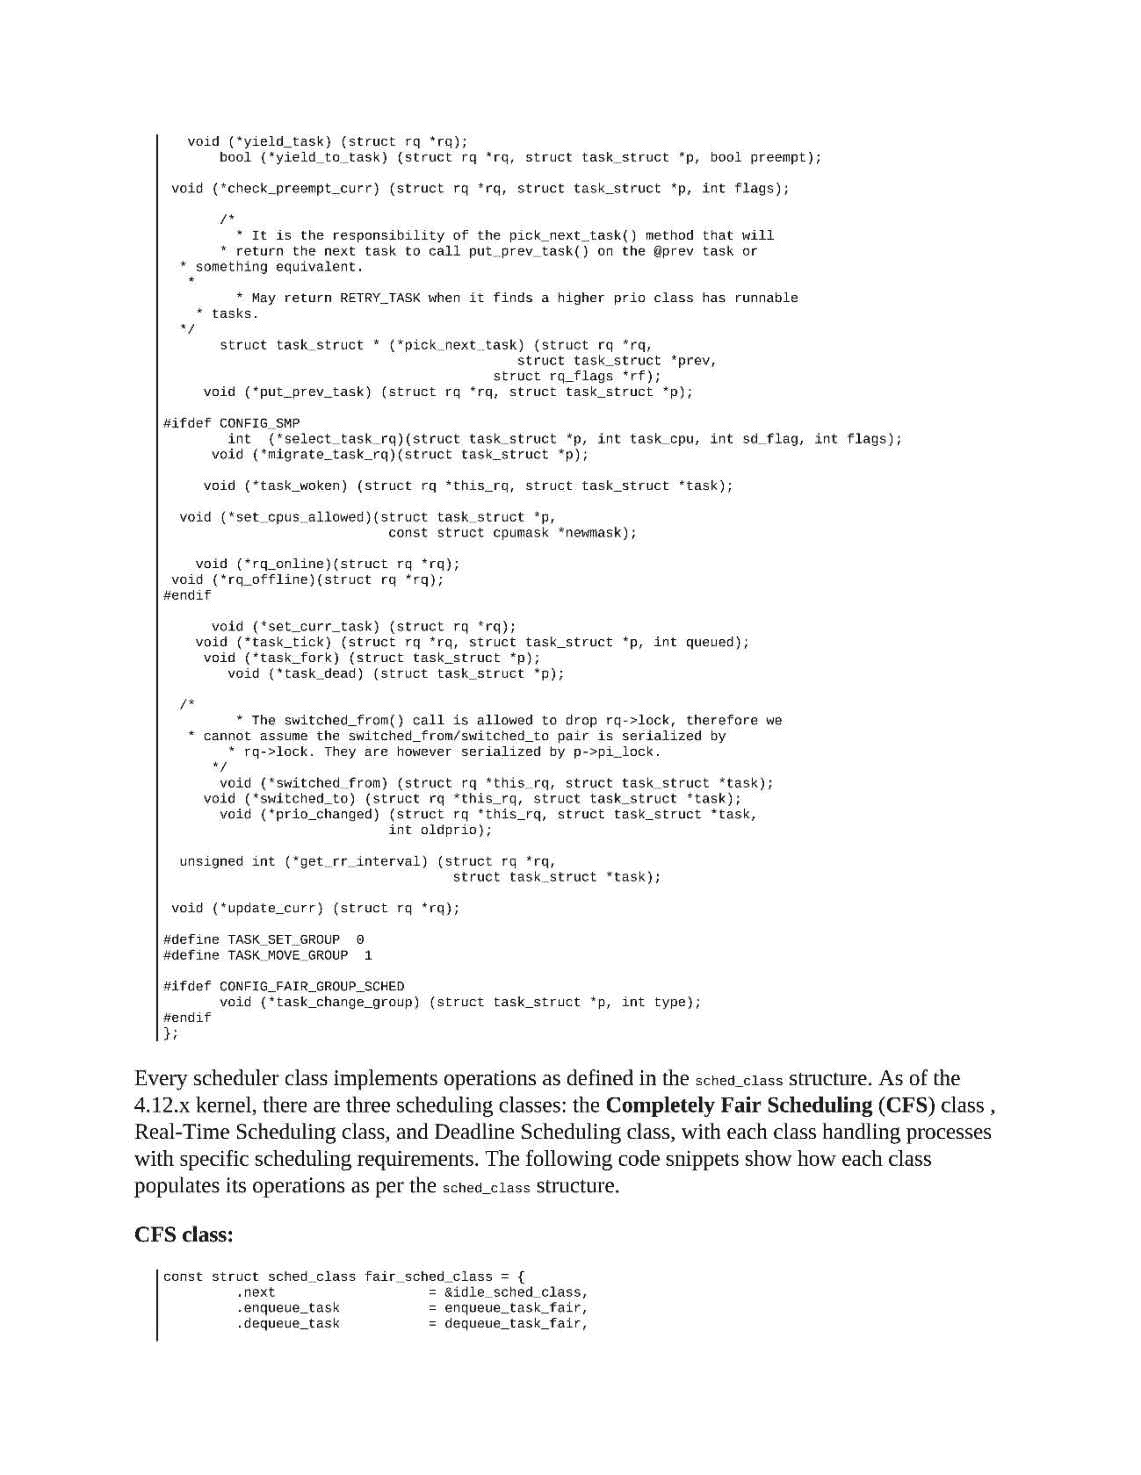 void (*yield_task) (struct rq *rq);
bool (*yield_to_task) (struct rq *rq, struct task_struct *p, bool preempt);
void (*check_preempt_curr) (struct rq *rq, struct task_struct *p, int flags);
/*
* It is the responsibility of the pick_next_task() method that will
* return the next task to call put_prev_task() on the @prev task or
* something equivalent.
*
* May return RETRY_TASK when it finds a higher prio class has runnable
* tasks.
*/
struct task_struct * (*pick_next_task) (struct rq *rq,
struct task_struct *prev,
struct rq_flags *rf);
void (*put_prev_task) (struct rq *rq, struct task_struct *p);
#ifdef CONFIG_SMP
int  (*select_task_rq)(struct task_struct *p, int task_cpu, int sd_flag, int flags);
void (*migrate_task_rq)(struct task_struct *p);
void (*task_woken) (struct rq *this_rq, struct task_struct *task);
void (*set_cpus_allowed)(struct task_struct *p,
const struct cpumask *newmask);
void (*rq_online)(struct rq *rq);
void (*rq_offline)(struct rq *rq);
#endif
void (*set_curr_task) (struct rq *rq);
void (*task_tick) (struct rq *rq, struct task_struct *p, int queued);
void (*task_fork) (struct task_struct *p);
void (*task_dead) (struct task_struct *p);
/*
* The switched_from() call is allowed to drop rq->lock, therefore we
* cannot assume the switched_from/switched_to pair is serialized by
* rq->lock. They are however serialized by p->pi_lock.
*/
void (*switched_from) (struct rq *this_rq, struct task_struct *task);
void (*switched_to) (struct rq *this_rq, struct task_struct *task);
void (*prio_changed) (struct rq *this_rq, struct task_struct *task,
int oldprio);
unsigned int (*get_rr_interval) (struct rq *rq,
struct task_struct *task);
void (*update_curr) (struct rq *rq);
#define TASK_SET_GROUP  0
#define TASK_MOVE_GROUP  1
#ifdef CONFIG_FAIR_GROUP_SCHED
void (*task_change_group) (struct task_struct *p, int type);
#endif
};
Every scheduler class implements operations as defined in the sched_class structure. As of the
4.12.x kernel, there are three scheduling classes: the Completely Fair Scheduling (CFS) class ,
Real-Time Scheduling class, and Deadline Scheduling class, with each class handling processes
with specific scheduling requirements. The following code snippets show how each class
populates its operations as per the sched_class structure.
CFS class:
const struct sched_class fair_sched_class = {
.next = &idle_sched_class,
.enqueue_task = enqueue_task_fair,
.dequeue_task = dequeue_task_fair,